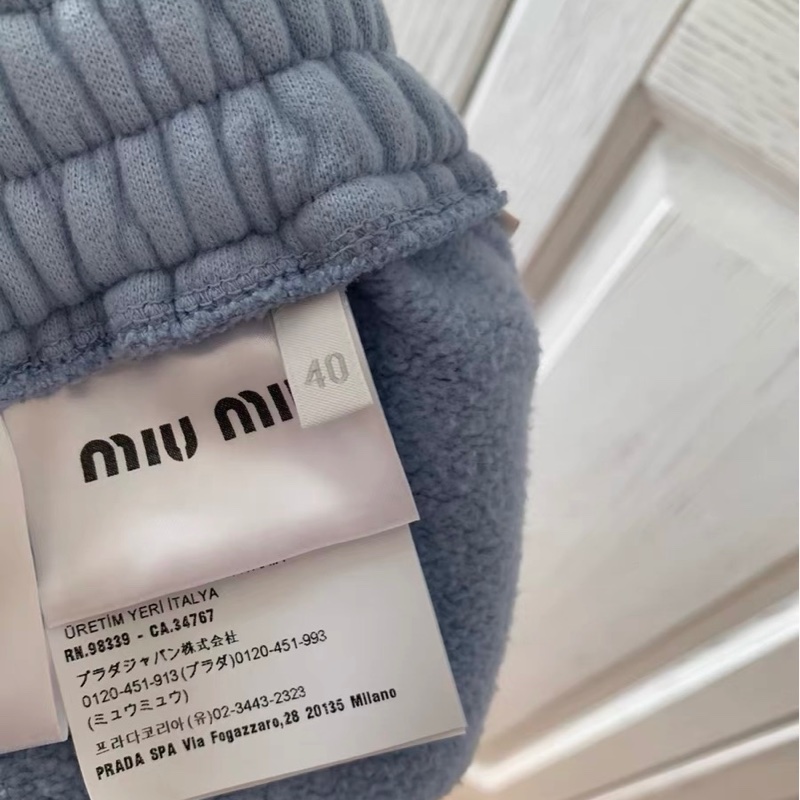 40
miu mi
ÜRETİM YERİ İTALYA
RN.98339 - CA.34767
プラダジャパン株式会社
0120-451-913(プラダ)0120-451-993
(ミュウミュウ)
프라다코리아(유)02-3443-2323
PRADA SPA Via Fogazzaro,28 20135 Milano